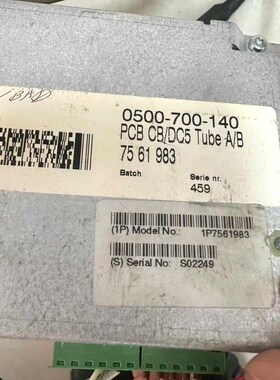 BAD
0500-700-140
PCB CB/DC5 Tube A/B
75 61 983
Batch Serie nr.
459
(1P) Model No.: 1P7561983
(S) Serial No.: S02249